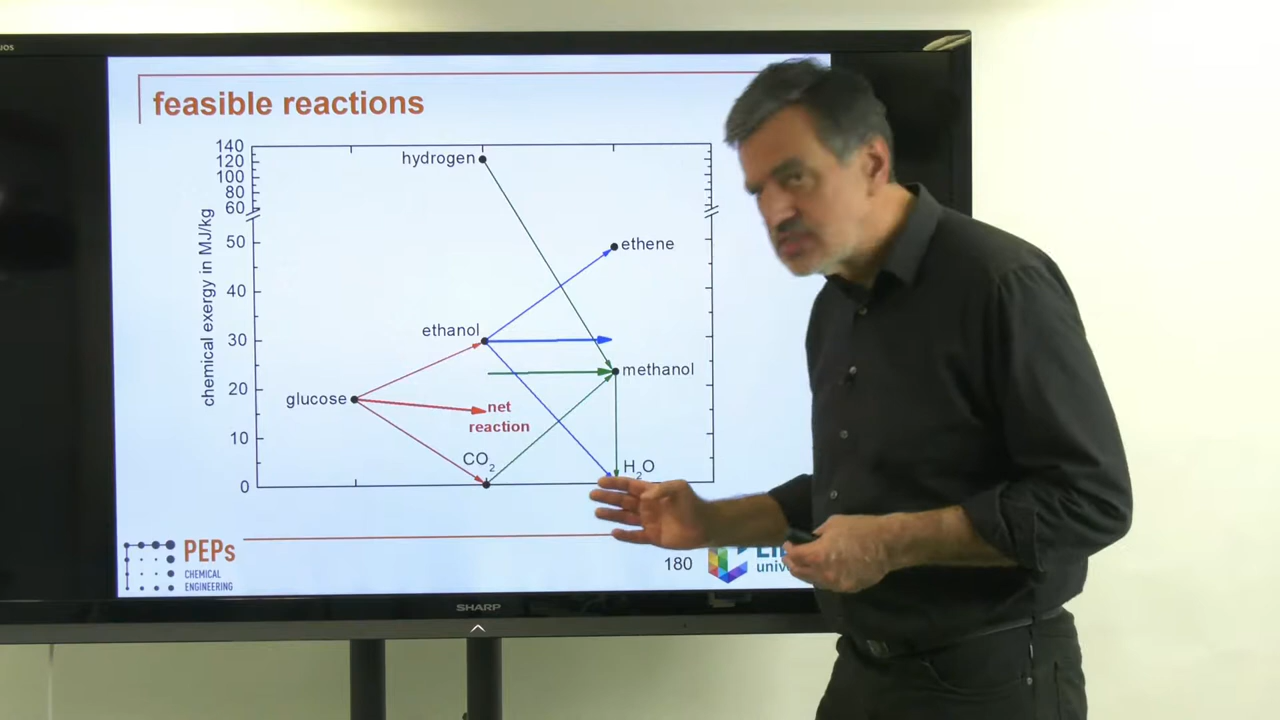 feasible reactions
140
120
100
80
60
50
40
30
20
10
0
chemical exergy in MJ/kg
hydrogen
ethene
ethanol
methanol
glucose
net
reaction
CO2
H2O
PEPs
CHEMICAL
ENGINEERING
180
SHARP